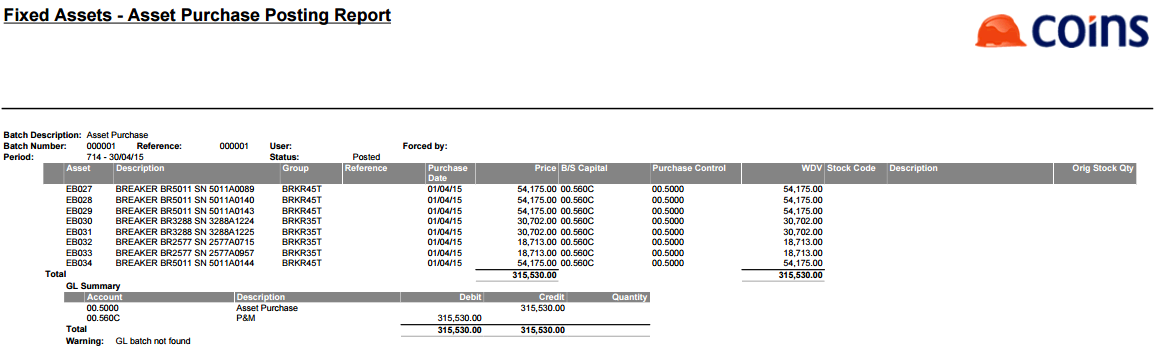 Fixed Assets - Asset Purchase Posting Report
coins
Batch Description: Asset Purchase
Batch Number: 000001 Reference: 000001 User: Forced by:
Period: 714 - 30/04/15 Status: Posted
Asset Description Group Reference Purchase Date Price B/S Capital Purchase Control WDV Stock Code Description Orig Stock Qty
EB027 BREAKER BR5011 SN 5011A0089 BRKR45T 01/04/15 54,175.00 00.560C 00.5000 54,175.00
EB028 BREAKER BR5011 SN 5011A0140 BRKR45T 01/04/15 54,175.00 00.560C 00.5000 54,175.00
EB029 BREAKER BR5011 SN 5011A0143 BRKR45T 01/04/15 54,175.00 00.560C 00.5000 54,175.00
EB030 BREAKER BR3288 SN 3288A1224 BRKR35T 01/04/15 30,702.00 00.560C 00.5000 30,702.00
EB031 BREAKER BR3288 SN 3288A1225 BRKR35T 01/04/15 30,702.00 00.560C 00.5000 30,702.00
EB032 BREAKER BR2577 SN 2577A0715 BRKR35T 01/04/15 18,713.00 00.560C 00.5000 18,713.00
EB033 BREAKER BR2577 SN 2577A0957 BRKR35T 01/04/15 18,713.00 00.560C 00.5000 18,713.00
EB034 BREAKER BR5011 SN 5011A0144 BRKR45T 01/04/15 54,175.00 00.560C 00.5000 54,175.00
Total 315,530.00 315,530.00
GL Summary
Account Description Debit Credit Quantity
00.5000 Asset Purchase 315,530.00
00.560C P&M 315,530.00
Total 315,530.00 315,530.00
Warning: GL batch not found